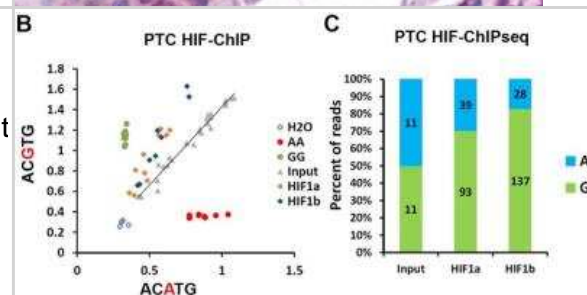 B
PTC HIF-ChIP
ACGTG
1.8
1.6
1.4
1.2
1
0.8
0.6
0.4
0.2
0
0 0.5 1 1.5
ACATG
H2O
AA
GG
Input
HIF1a
HIF1b
t
C
PTC HIF-ChIPseq
Percent of reads
100%
90%
80%
70%
60%
50%
40%
30%
20%
10%
0%
11 39 28
11 93 137
Input HIF1a HIF1b
A
G